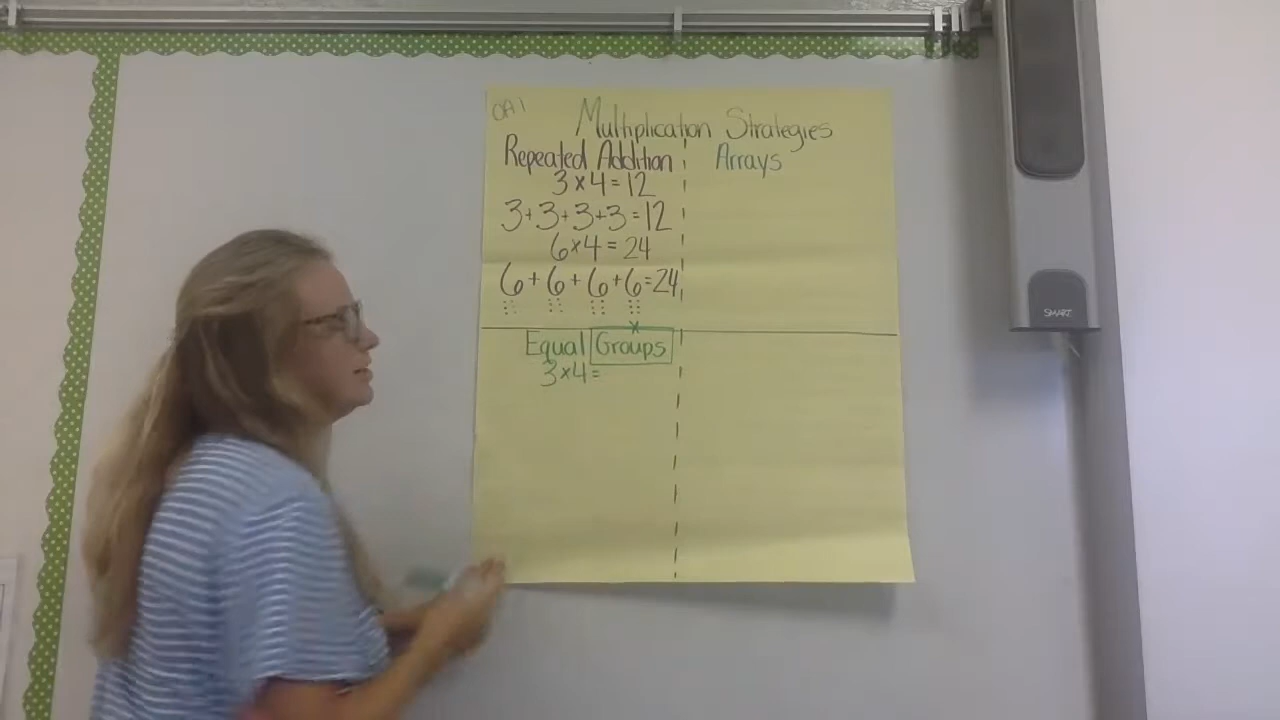 OA1
Multiplication Strategies
Repeated Addition
3×4=12
3+3+3+3=12
6×4=24
6+6+6+6=24
Arrays
×
Equal Groups
3×4=
SMART